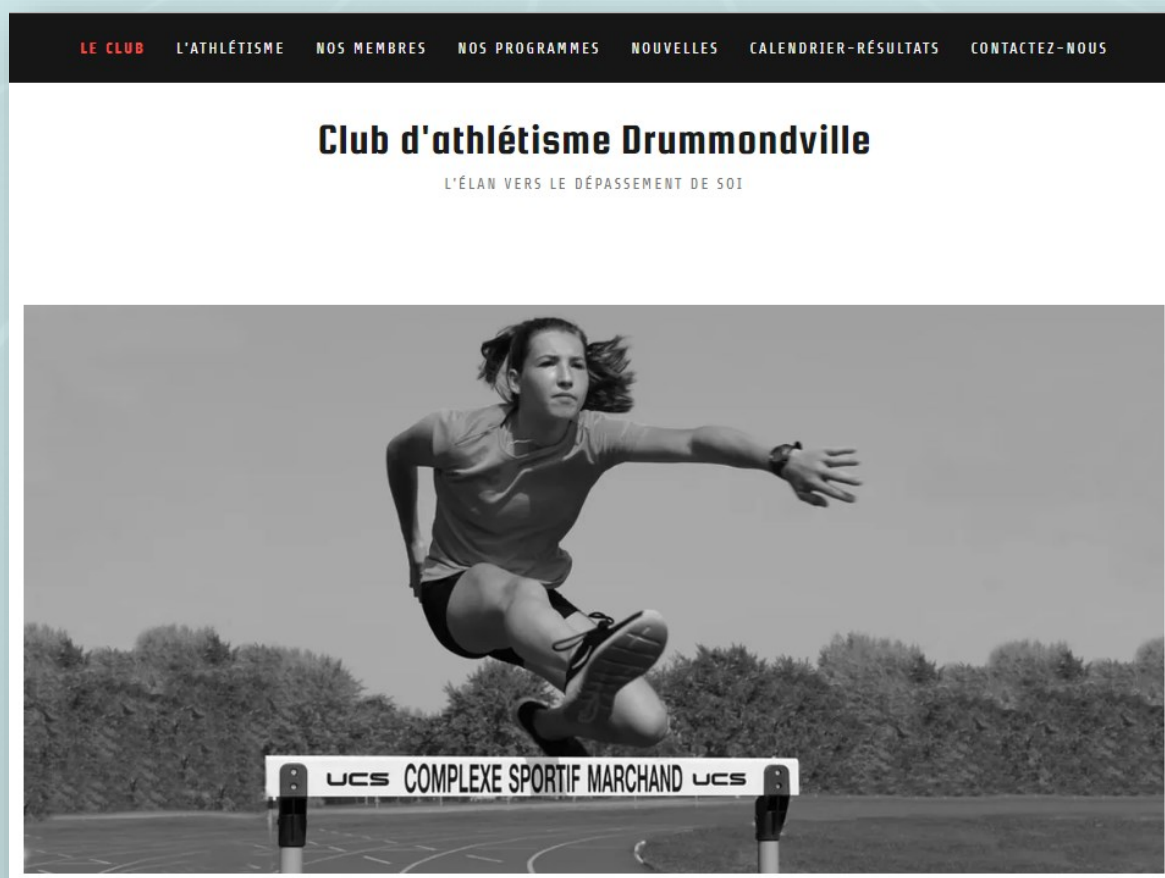 LE CLUB L'ATHLÉTISME NOS MEMBRES NOS PROGRAMMES NOUVELLES CALENDRIER-RÉSULTATS CONTACTEZ-NOUS
Club d'athlétisme Drummondville
L'ÉLAN VERS LE DÉPASSEMENT DE SOI
UCS COMPLEXE SPORTIF MARCHAND UCS